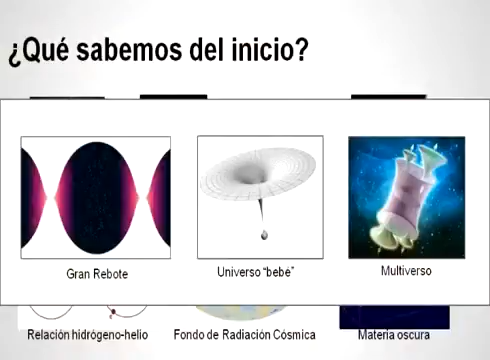 ¿Qué sabemos del inicio?
Gran Rebote
Universo "bebé"
Multiverso
Relación hidrógeno-helio
Fondo de Radiación Cósmica
Materia oscura